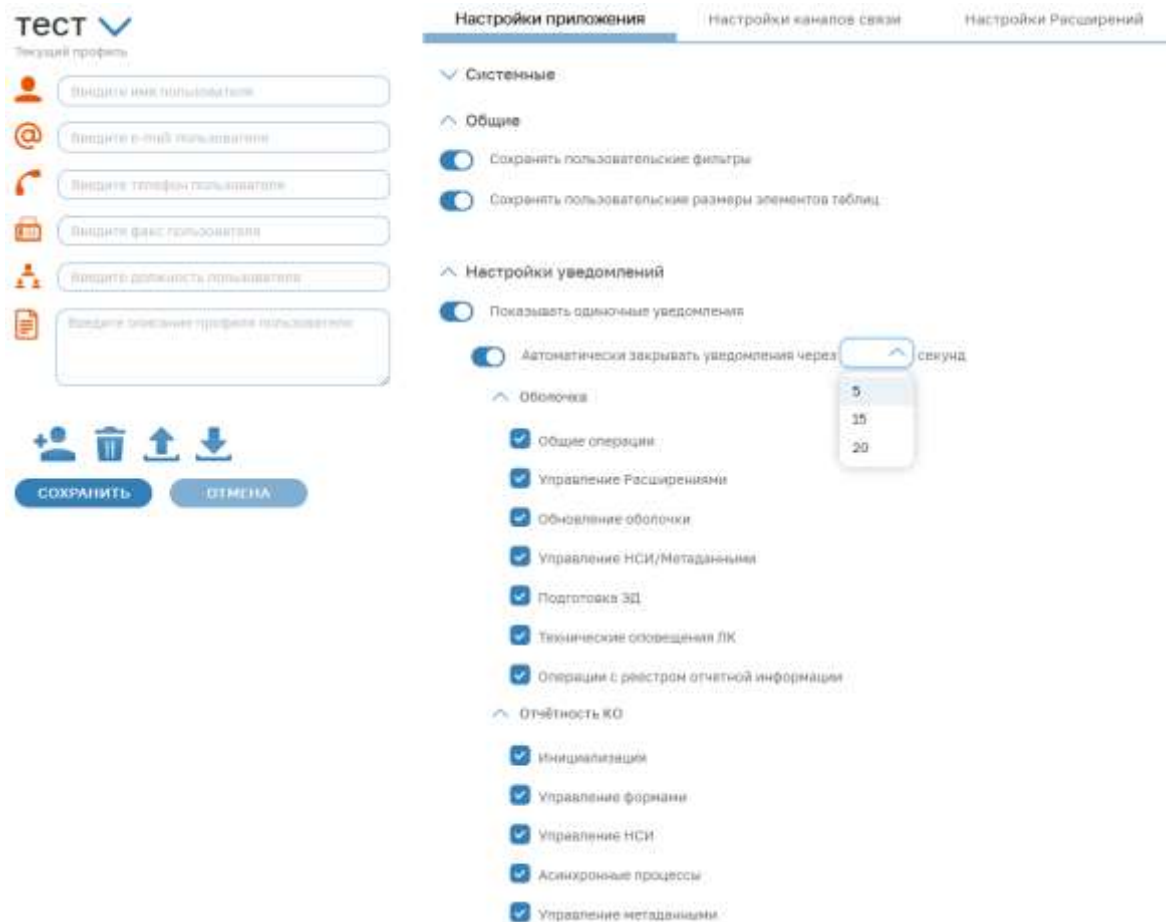 тест
Текущий профиль
Введите имя пользователя
Введите e-mail пользователя
Введите телефон пользователя
Введите факс пользователя
Введите должность пользователя
Введите описание профиля пользователя
СОХРАНИТЬ
ОТМЕНА
Настройки приложения
Настройки каналов связи
Настройки Расширений
Системные
Общие
Сохранять пользовательские фильтры
Сохранять пользовательские размеры элементов таблиц
Настройки уведомлений
Показывать одиночные уведомления
Автоматически закрывать уведомления через секунд
5
15
20
Оболочка
Общие операции
Управление Расширениями
Обновление оболочки
Управление НСИ/Метаданными
Подготовка ЭД
Технические оповещения ЛК
Операции с реестром отчетной информации
Отчётность КО
Инициализация
Управление формами
Управление НСИ
Асинхронные процессы
Управление метаданными